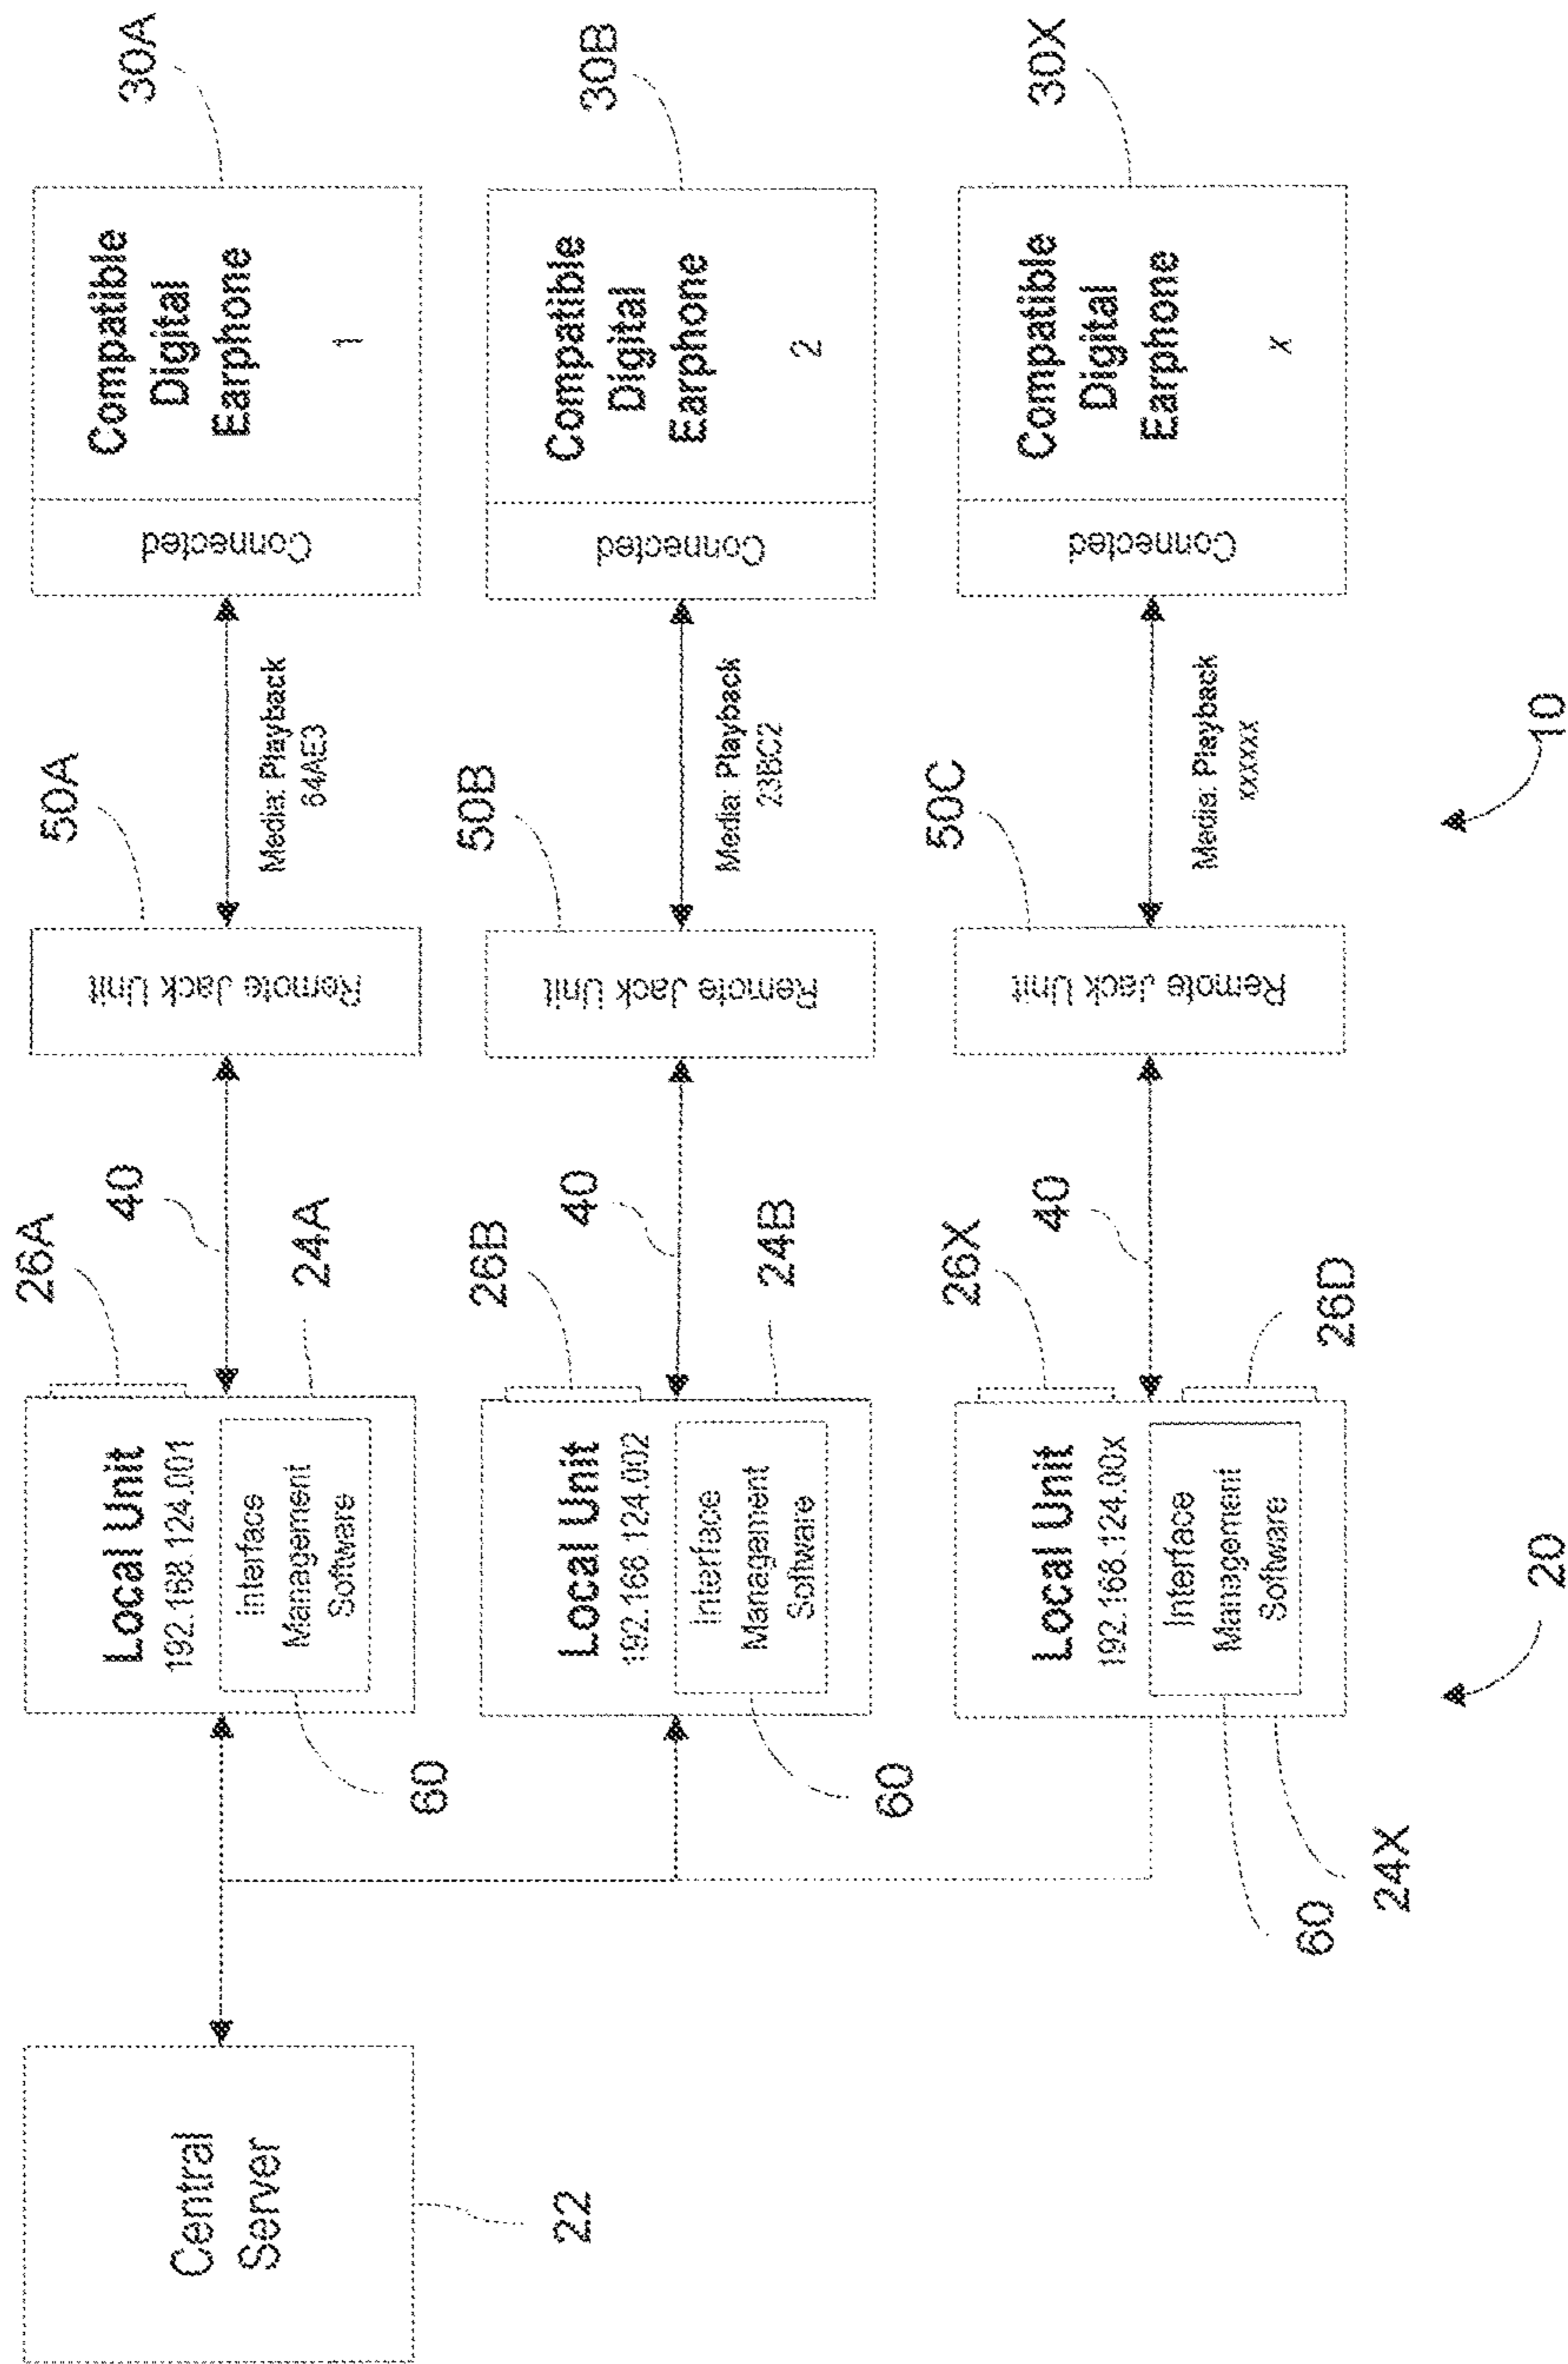 Central
Server
22
Local Unit
192.168.124.001
Interface
Management
Software
60
26A
24A
40
Remote Jack Unit
50A
Media: Playback
64AE3
Connected
Compatible
Digital
Earphone
1
30A
Local Unit
192.168.124.002
Interface
Management
Software
60
26B
24B
40
Remote Jack Unit
50B
Media: Playback
23BC2
Connected
Compatible
Digital
Earphone
2
30B
Local Unit
192.168.124.00x
Interface
Management
Software
60
24X
26X
26D
40
Remote Jack Unit
50C
Media: Playback
xxxxx
Connected
Compatible
Digital
Earphone
x
30X
20
10